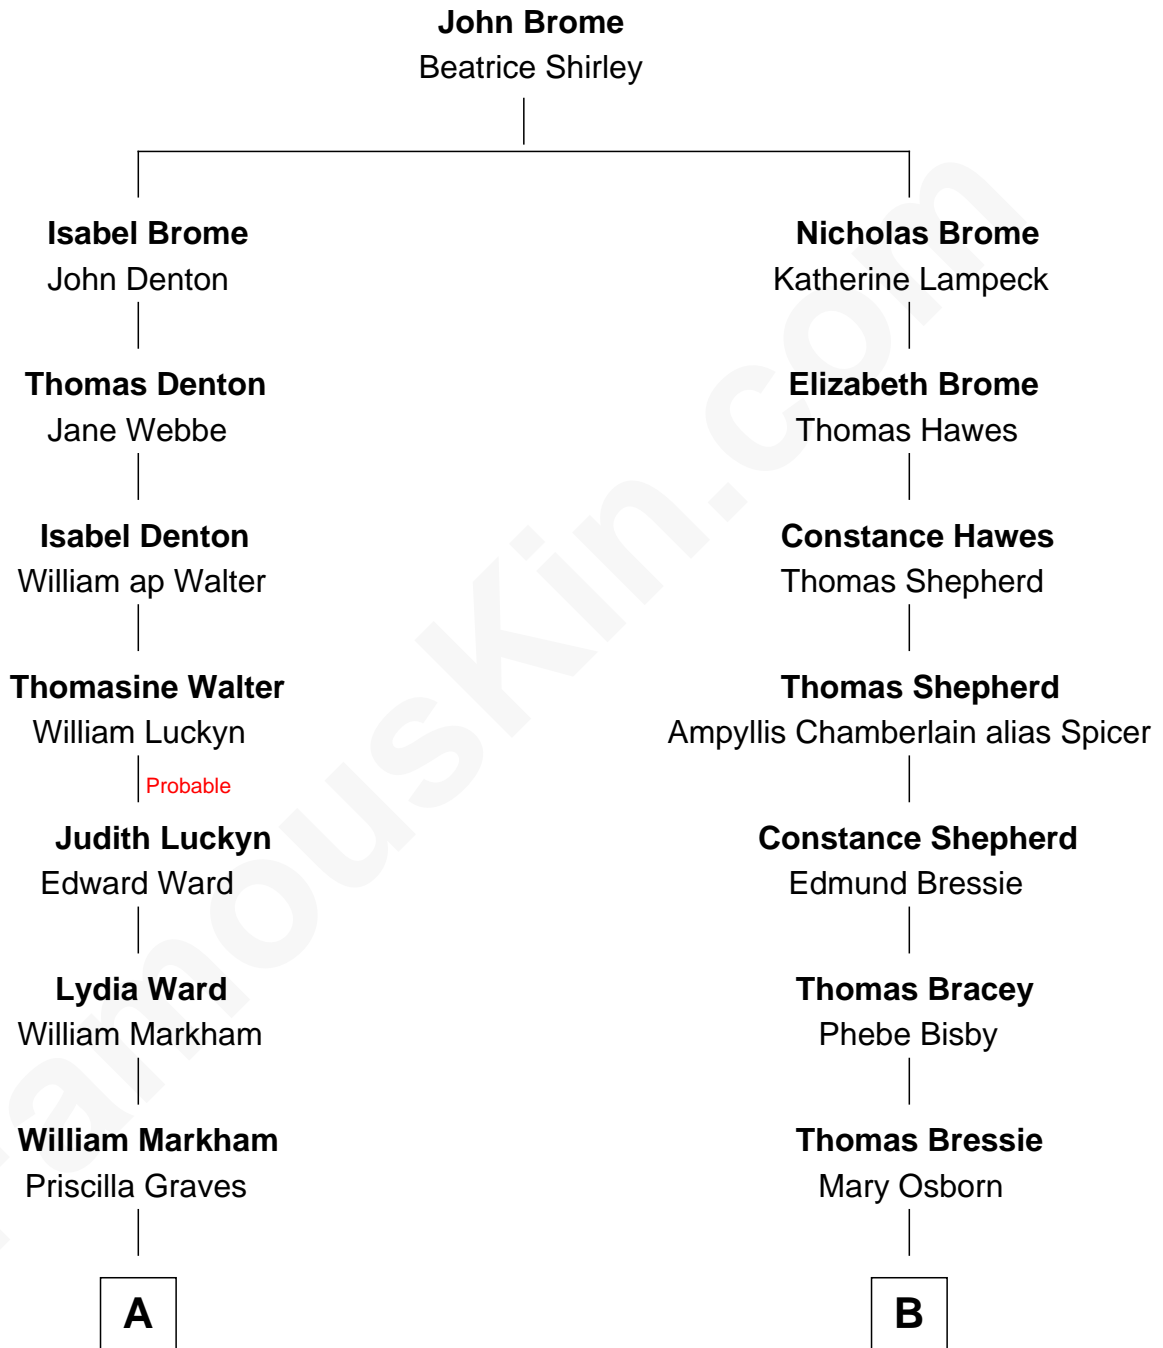 John Brome
Beatrice Shirley
Isabel Brome
John Denton
Nicholas Brome
Katherine Lampeck
Thomas Denton
Jane Webbe
Elizabeth Brome
Thomas Hawes
Isabel Denton
William ap Walter
Constance Hawes
Thomas Shepherd
Thomasine Walter
William Luckyn
Thomas Shepherd
Ampyllis Chamberlain alias Spicer
Probable
Judith Luckyn
Edward Ward
Constance Shepherd
Edmund Bressie
Lydia Ward
William Markham
Thomas Bracey
Phebe Bisby
William Markham
Priscilla Graves
Thomas Bressie
Mary Osborn
A
B
FamousKin.com